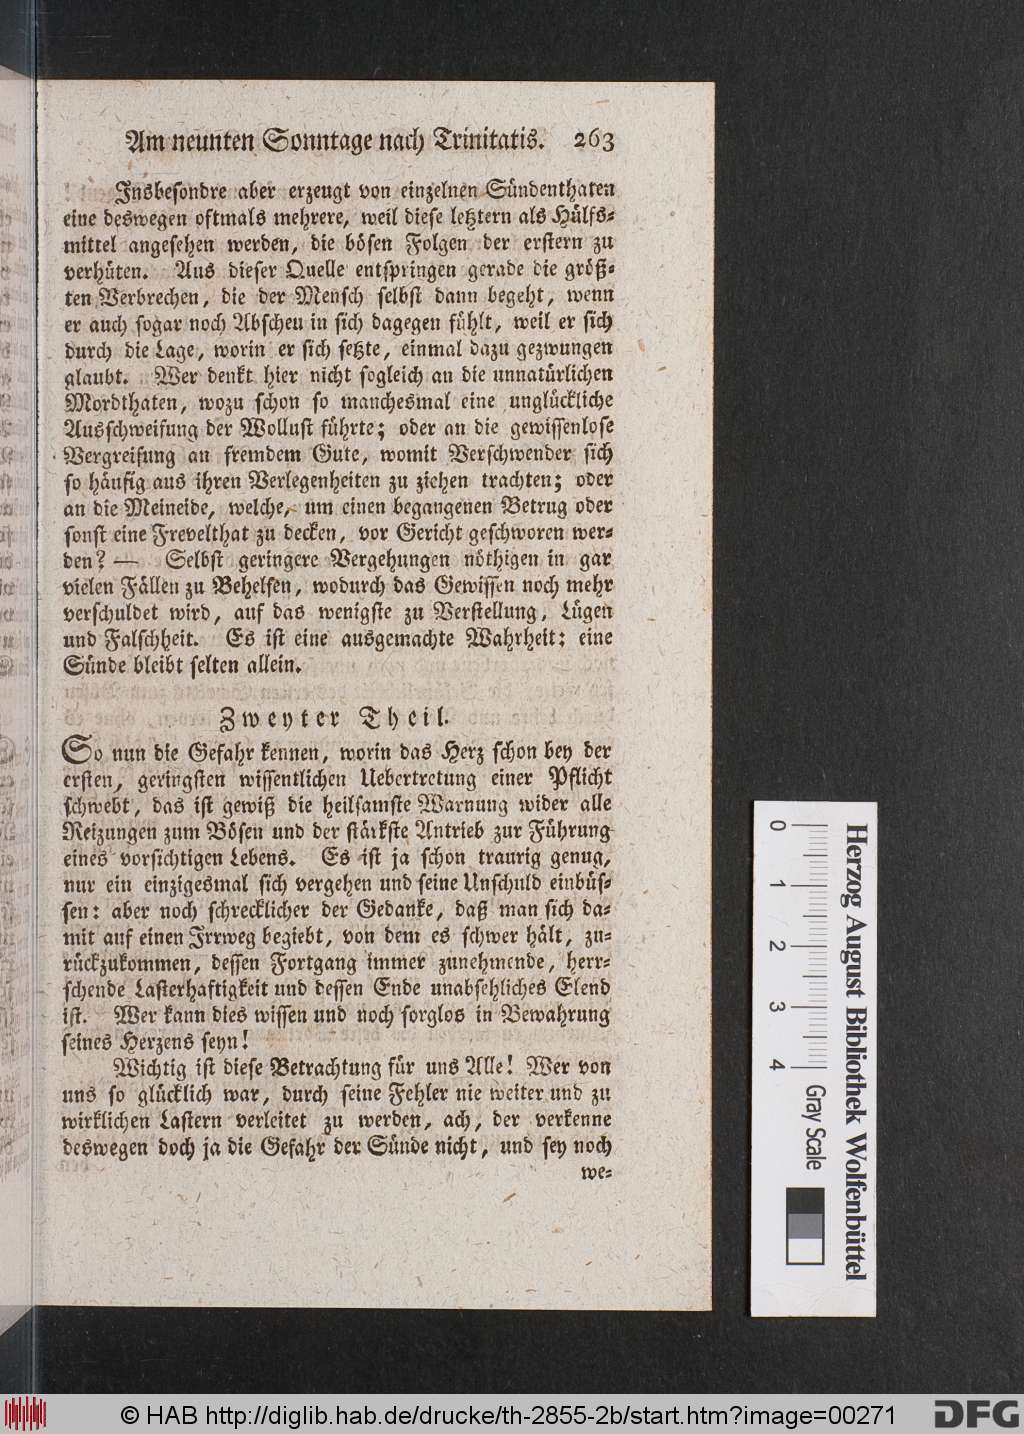 Am neunten Sonntage nach Trinitatis. 263
Insbesondre aber erzeugt von einzelnen Sündenthaten
eine deswegen oftmals mehrere, weil diese letztern als Hülfs-
mittel angesehen werden, die bösen Folgen der erstern zu
verhüten. Aus dieser Quelle entspringen gerade die größ-
ten Verbrechen, die der Mensch selbst dann begeht, wenn
er auch sogar noch Abscheu in sich dagegen fühlt, weil er sich
durch die Lage, worin er sich setzte, einmal dazu gezwungen
glaubt. Wer denkt hier nicht sogleich an die unnatürlichen
Mordthaten, wozu schon so manchesmal eine unglückliche
Ausschweifung der Wollust führte; oder an die gewissenlose
Vergreifung an fremdem Gute, womit Verschwender sich
so häufig aus ihren Verlegenheiten zu ziehen trachten; oder
an die Meineide, welche, um einen begangenen Betrug oder
sonst eine Frevelthat zu decken, vor Gericht geschworen wer-
den? — Selbst geringere Vergehungen nöthigen in gar
vielen Fällen zu Behelfen, wodurch das Gewissen noch mehr
verschuldet wird, auf das wenigste zu Verstellung, Lügen
und Falschheit. Es ist eine ausgemachte Wahrheit: eine
Sünde bleibt selten allein.
Zweyter Theil.
So nun die Gefahr kennen, worin das Herz schon bey der
ersten, geringsten wissentlichen Uebertretung einer Pflicht
schwebt, das ist gewiß die heilsamste Warnung wider alle
Reizungen zum Bösen und der stärkste Antrieb zur Führung
eines vorsichtigen Lebens. Es ist ja schon traurig genug,
nur ein einzigesmal sich vergehen und seine Unschuld einbüs-
sen: aber noch schrecklicher der Gedanke, daß man sich da-
mit auf einen Irrweg begiebt, von dem es schwer hält, zu-
rückzukommen, dessen Fortgang immer zunehmende, herr-
schende Lasterhaftigkeit und dessen Ende unabsehliches Elend
ist. Wer kann dies wissen und noch sorglos in Bewahrung
seines Herzens seyn!
Wichtig ist diese Betrachtung für uns Alle! Wer von
uns so glücklich war, durch seine Fehler nie weiter und zu
wirklichen Lastern verleitet zu werden, ach, der verkenne
deswegen doch ja die Gefahr der Sünde nicht, und sey noch
we-
0 1 2 3 4
Gray Scale
Herzog August Bibliothek Wolfenbüttel
© HAB http://diglib.hab.de/drucke/th-2855-2b/start.htm?image=00271
DFG